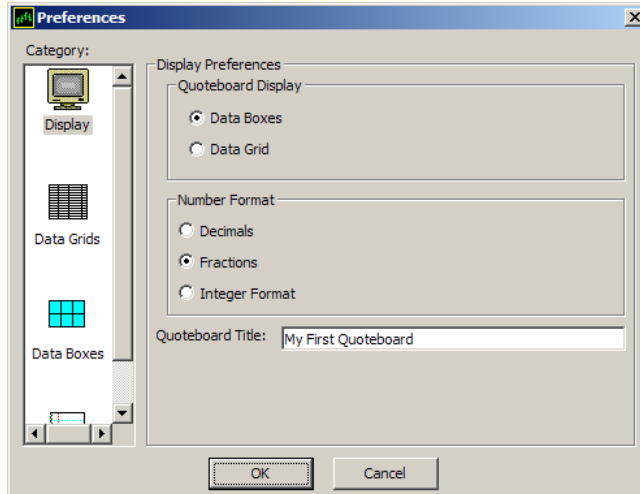 Preferences
Category:
Display
Data Grids
Data Boxes
Display Preferences
Quoteboard Display
Data Boxes
Data Grid
Number Format
Decimals
Fractions
Integer Format
Quoteboard Title: My First Quoteboard
OK Cancel